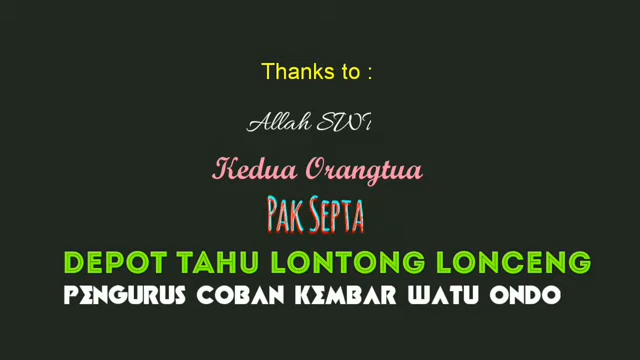 Thanks to :
Allah SWT
Kedua Orangtua
Pak Septa
DEPOT TAHU LONTONG LONCENG
PENGURUS COBAN KEMBAR WATU ONDO